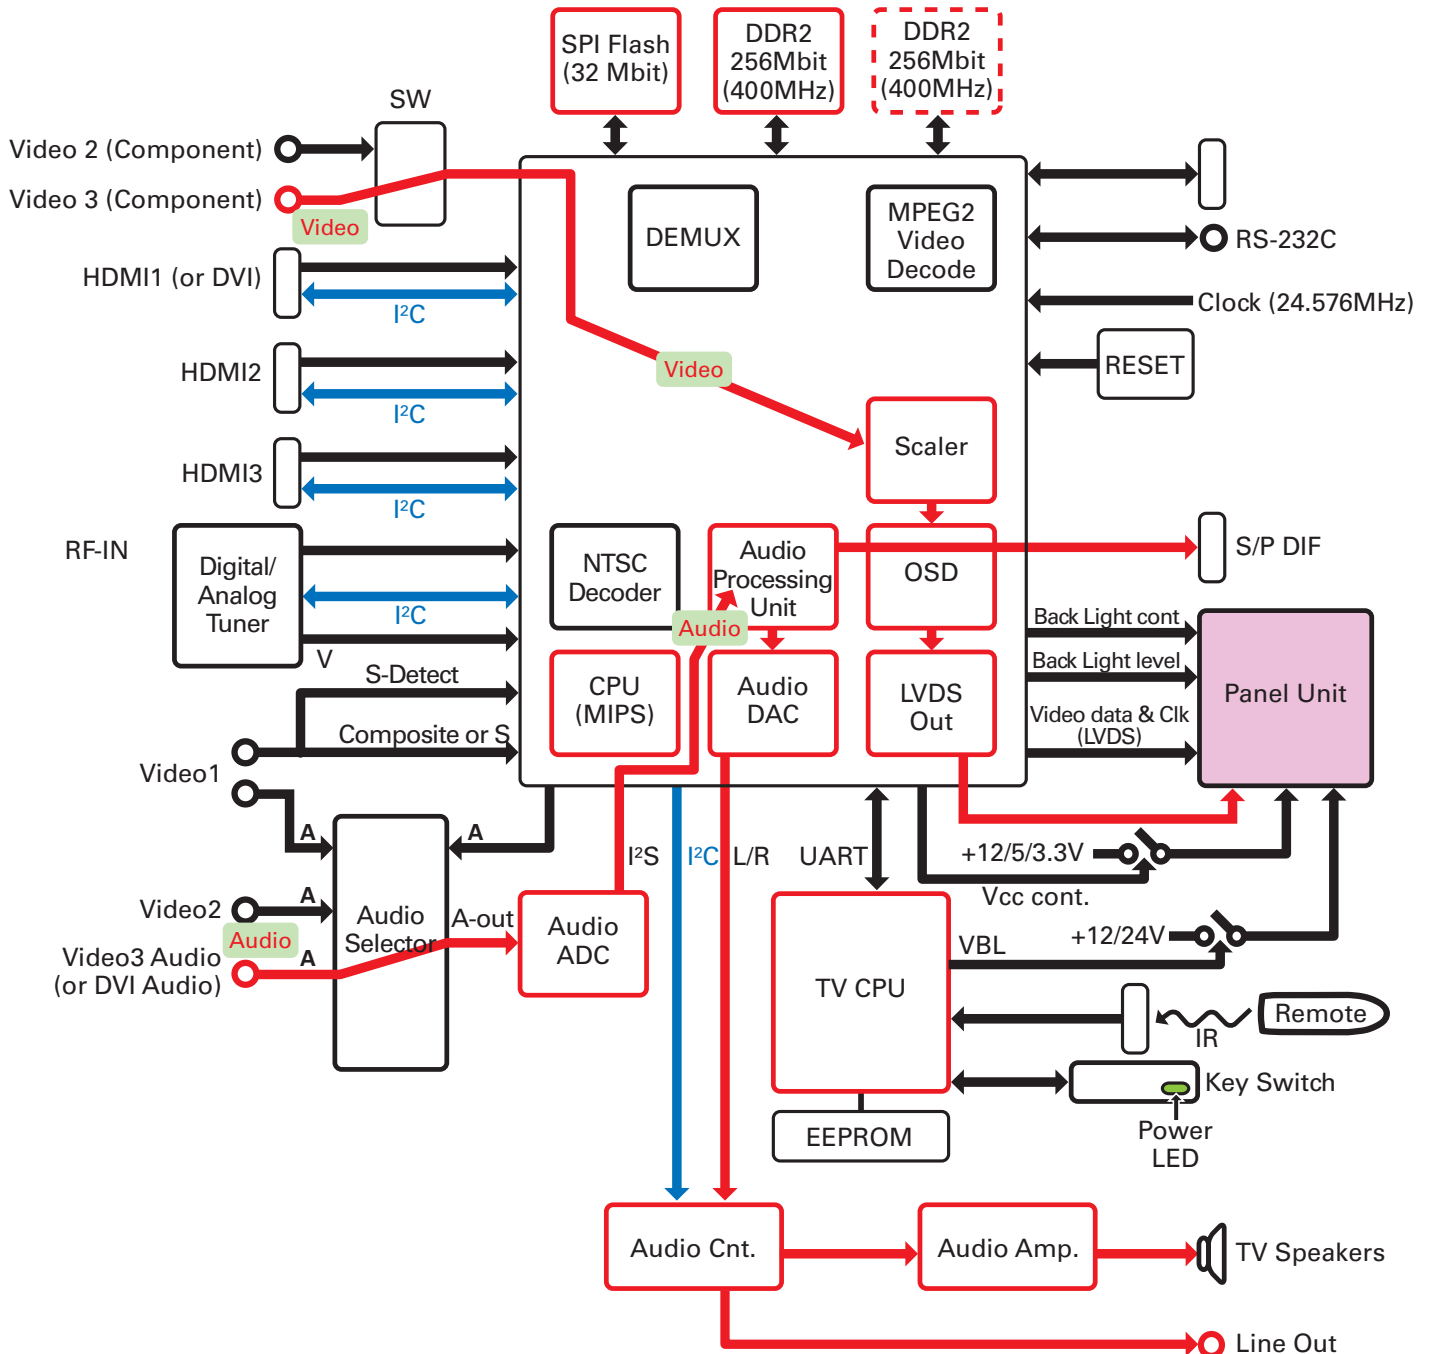 SPI Flash
(32 Mbit)
DDR2
256Mbit
(400MHz)
DDR2
256Mbit
(400MHz)
SW
Video 2 (Component)
Video 3 (Component)
Video
DEMUX
MPEG2
Video
Decode
RS-232C
HDMI1 (or DVI)
I²C
Clock (24.576MHz)
RESET
HDMI2
I²C
Video
Scaler
HDMI3
I²C
RF-IN
Digital/
Analog
Tuner
I²C
V
NTSC
Decoder
Audio
Processing
Unit
Audio
OSD
S/P DIF
Back Light cont
Back Light level
Video data & Clk
(LVDS)
Panel Unit
S-Detect
Composite or S
CPU
(MIPS)
Audio
DAC
LVDS
Out
Video1
A
A
I²S
I²C
L/R
UART
+12/5/3.3V
Vcc cont.
Video2
A
Audio
Video3 Audio
(or DVI Audio)
A
Audio
Selector
A-out
Audio
ADC
+12/24V
VBL
TV CPU
Remote
IR
Key Switch
Power
LED
EEPROM
Audio Cnt.
Audio Amp.
TV Speakers
Line Out